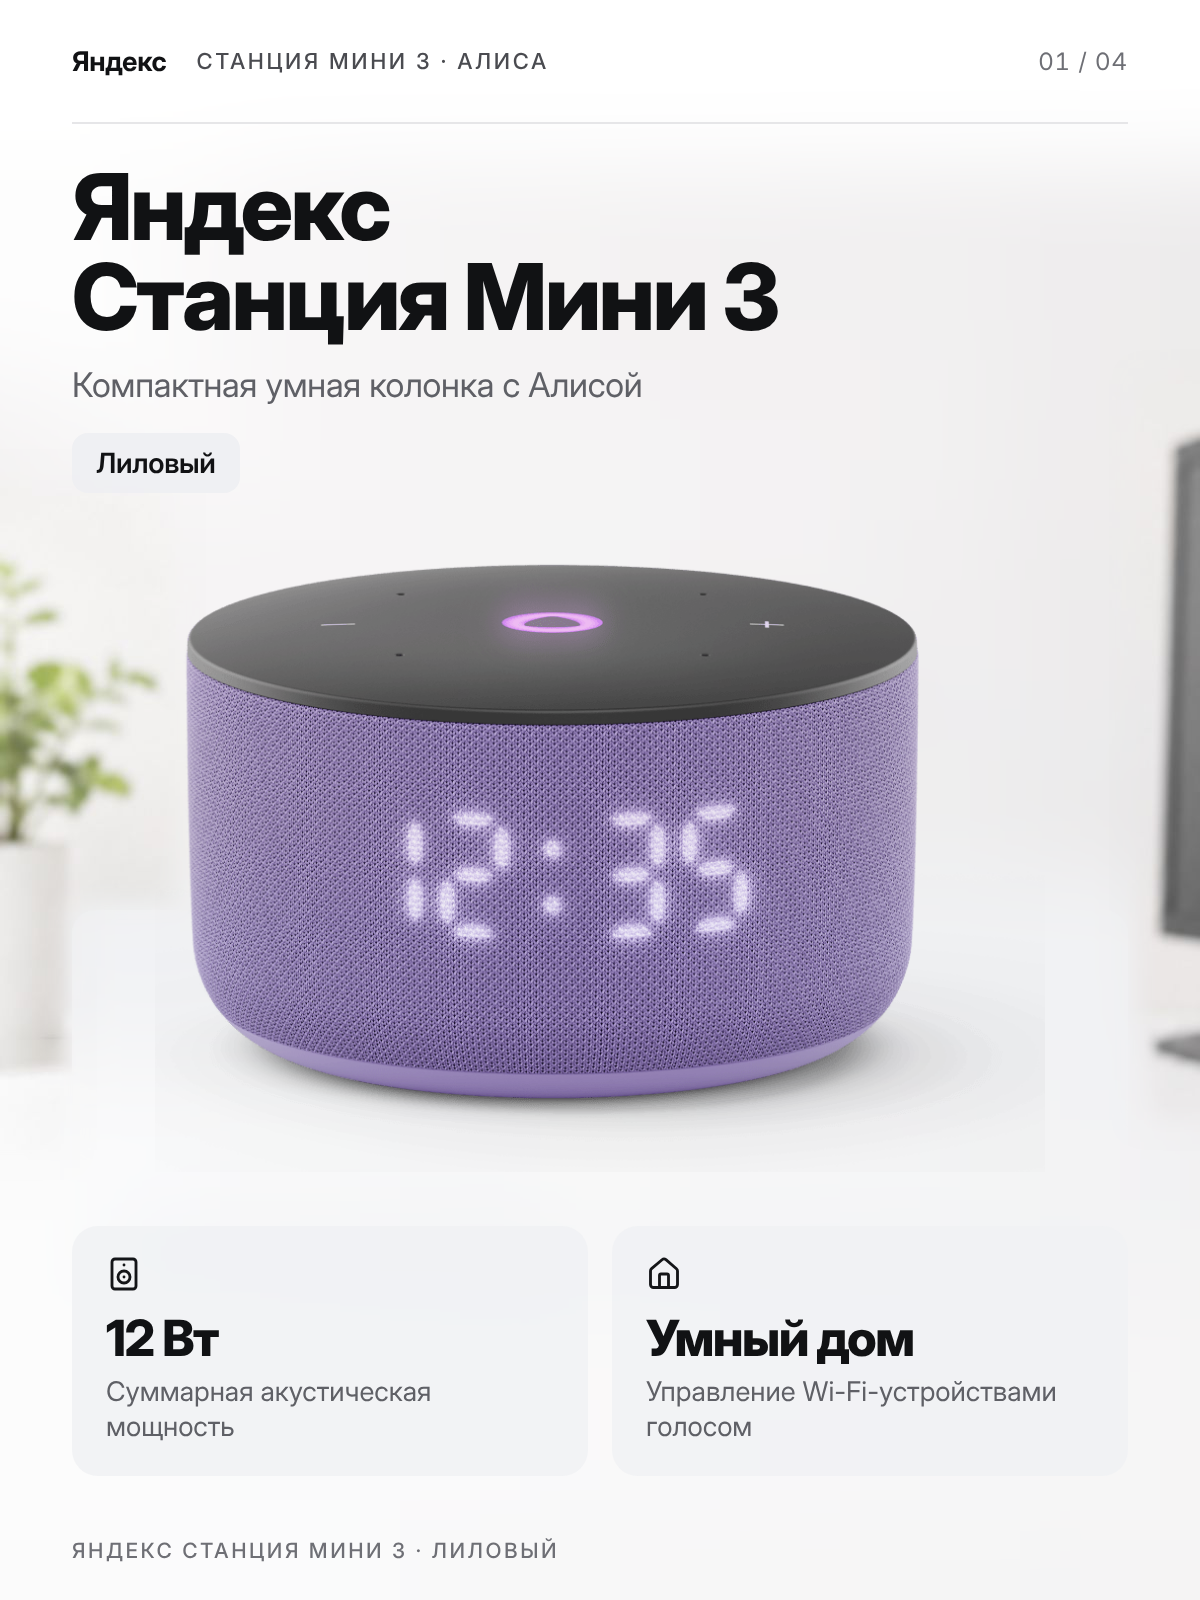 Яндекс СТАНЦИЯ МИНИ 3 · АЛИСА 01 / 04
Яндекс
Станция Мини 3
Компактная умная колонка с Алисой
Лиловый
12:35
12 Вт
Суммарная акустическая
мощность
Умный дом
Управление Wi-Fi-устройствами
голосом
ЯНДЕКС СТАНЦИЯ МИНИ 3 · ЛИЛОВЫЙ